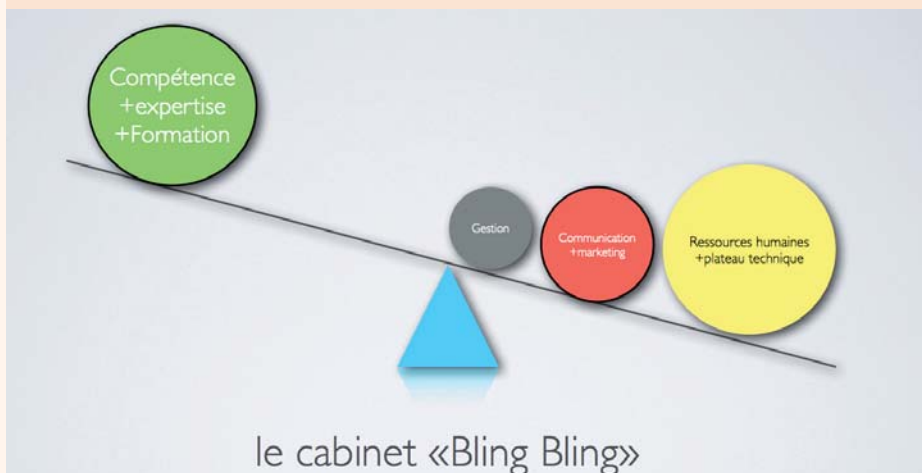 Compétence
+expertise
+Formation
Gestion
Communication
+marketing
Ressources humaines
+plateau technique
le cabinet «Bling Bling»